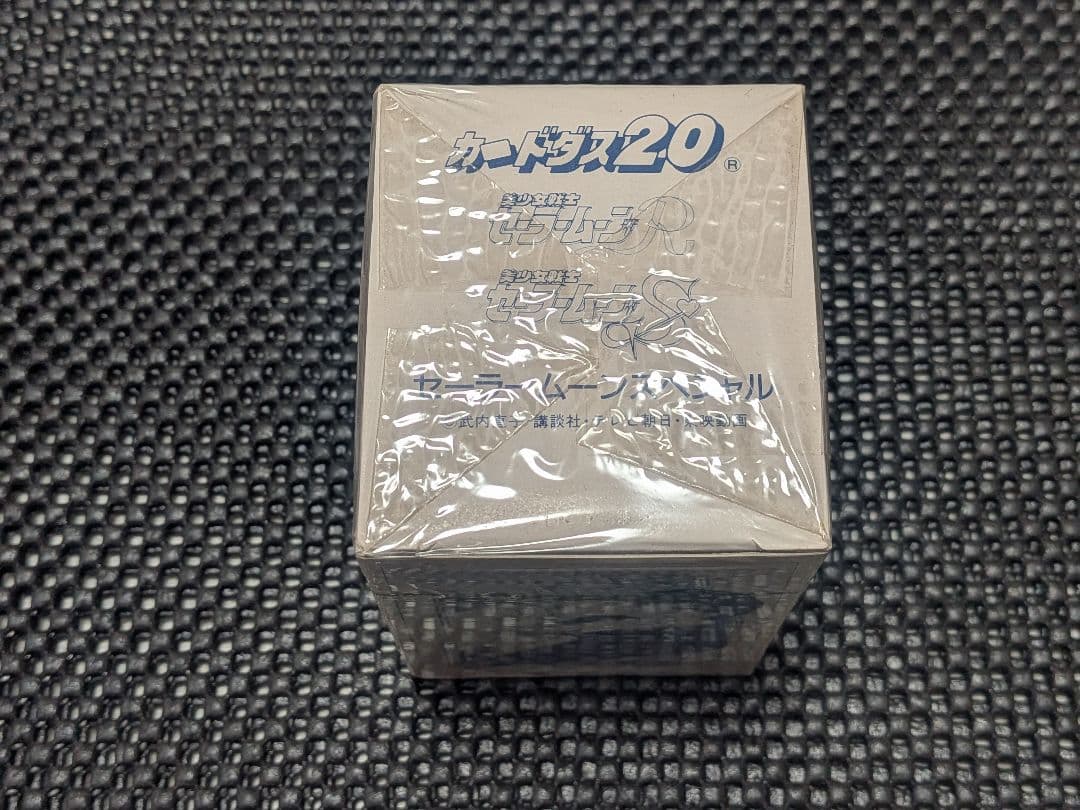 カードダス20®
美少女戦士
セーラームーンR
美少女戦士
セーラームーンS
セーラームーンスペシャル
©武内直子・講談社・テレビ朝日・東映動画